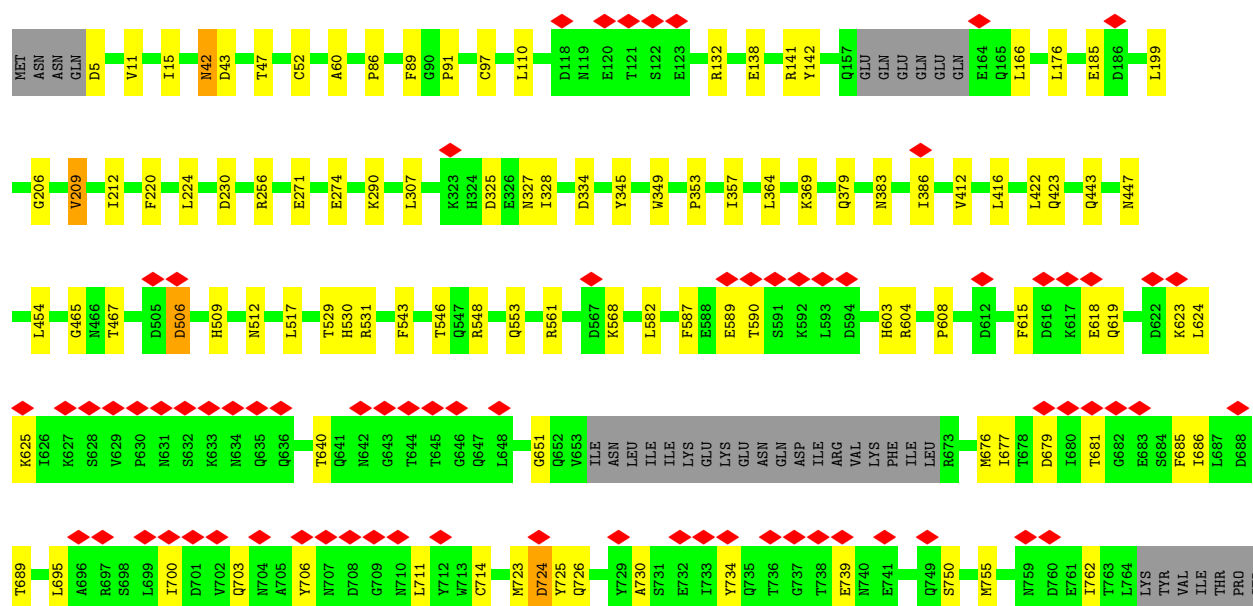 MET ASN ASN GLN D5 V11 I15 N42 D43 T47 C52 A60 P86 F89 G90 P91 C97 L110 D118 N119 E120 T121 S122 E123 R132 E138 R141 Y142 Q157 GLU GLN GLU GLN GLU GLN E164 Q165 L166 L176 E185 D186 L199
G206 V209 I212 F220 L224 D230 R256 E271 E274 K290 L307 K323 H324 D325 E326 N327 I328 D334 Y345 W349 P353 I357 L364 K369 Q379 N383 I386 V412 L416 L422 Q423 Q443 N447
L454 G465 N466 T467 D505 D506 H509 N512 L517 T529 H530 R531 F543 T546 Q547 R548 Q553 R561 D567 K568 L582 F587 E588 E589 T590 S591 K592 L593 D594 H603 R604 P608 D612 F615 D616 K617 E618 Q619 D622 K623 L624
K625 I626 K627 S628 V629 P630 N631 S632 K633 N634 Q635 Q636 T640 Q641 N642 G643 T644 T645 G646 Q647 L648 G651 Q652 V653 ILE ASN LEU ILE ILE LYS GLU LYS GLU ASN GLN ASP ILE ARG VAL LYS PHE ILE LEU R673 M676 I677 T678 D679 I680 T681 G682 E683 S684 F685 I686 L687 D688
T689 L695 A696 R697 S698 L699 I700 D701 V702 Q703 N704 A705 Y706 N707 D708 G709 N710 L711 Y712 W713 C714 M723 D724 Y725 Q726 Y729 A730 S731 E732 I733 Y734 Q735 T736 G737 T738 E739 N740 E741 Q749 S750 M755 N759 D760 E761 I762 T763 L764 LYS TYR VAL ILE THR PRO